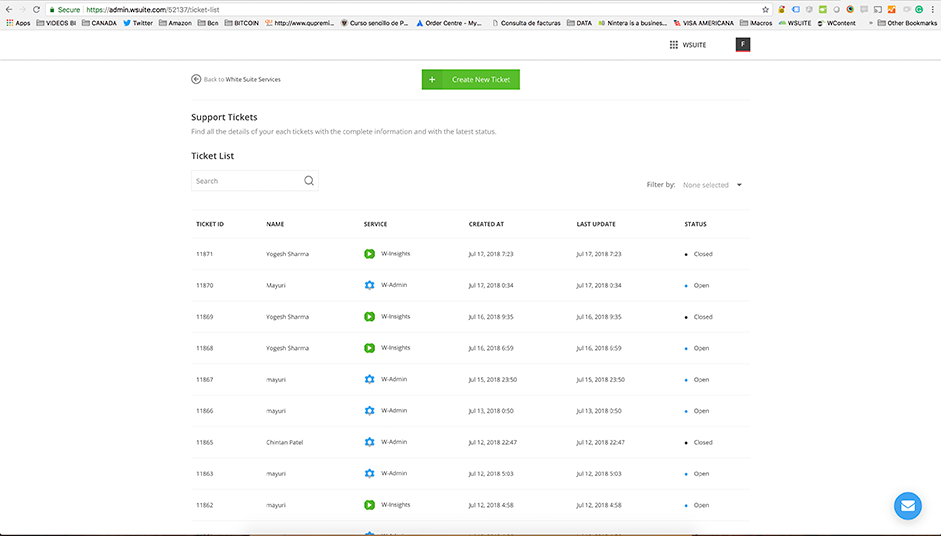 Secure https://admin.wsuite.com/52137/ticket-list
Apps VIDEOS BI CANADA Twitter Amazon Bcn BITCOIN http://www.qupremi... Curso sencillo de P... Order Centre - My... Consulta de facturas DATA Nintera is a busines... VISA AMERICANA iMacros WSUITE WContent » Other Bookmarks
WSUITE F
Back to White Suite Services + Create New Ticket
Support Tickets
Find all the details of your each tickets with the complete information and with the latest status.
Ticket List
Search
Filter by: None selected
TICKET ID NAME SERVICE CREATED AT LAST UPDATE STATUS
11871 Yogesh Sharma W-Insights Jul 17, 2018 7:23 Jul 17, 2018 7:23 Closed
11870 Mayuri W-Admin Jul 17, 2018 0:34 Jul 17, 2018 0:34 Open
11869 Yogesh Sharma W-Insights Jul 16, 2018 9:35 Jul 16, 2018 9:35 Closed
11868 Yogesh Sharma W-Insights Jul 16, 2018 6:59 Jul 16, 2018 6:59 Open
11867 mayuri W-Admin Jul 15, 2018 23:50 Jul 15, 2018 23:50 Open
11866 mayuri W-Admin Jul 13, 2018 0:50 Jul 13, 2018 0:50 Open
11865 Chintan Patel W-Admin Jul 12, 2018 22:47 Jul 12, 2018 22:47 Closed
11863 mayuri W-Admin Jul 12, 2018 5:03 Jul 12, 2018 5:03 Open
11862 mayuri W-Insights Jul 12, 2018 4:58 Jul 12, 2018 4:58 Open